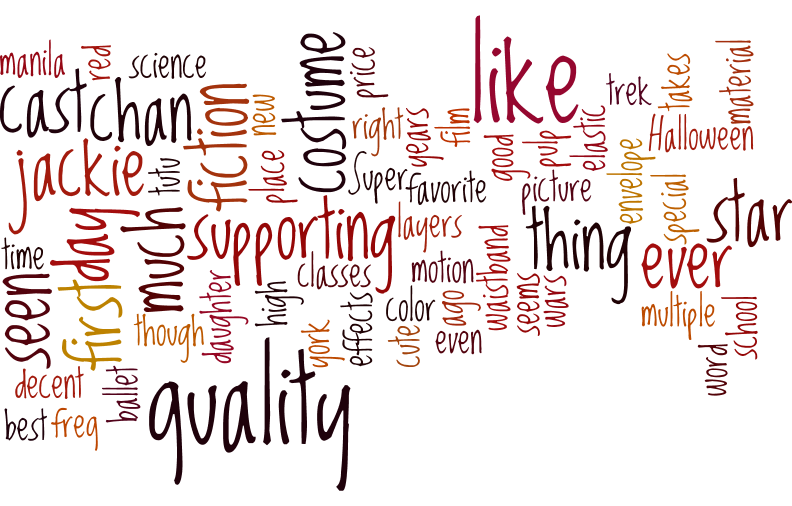 manila
red
science
cast
chan
fiction
new
Costume
price
like
trek
takes
material
jackie
tutu
place
right
years
film
good
pulp
elastic
Halloween
envelope
Super
favorite
picture
special
star
time
seen
day
first
much
supporting
layers
thing
ever
classes
motion
waistband
seems
wars
though
daughter
high
york
effects
color
cute
ago
even
multiple
word
school
decent
best
freq
ballet
quality